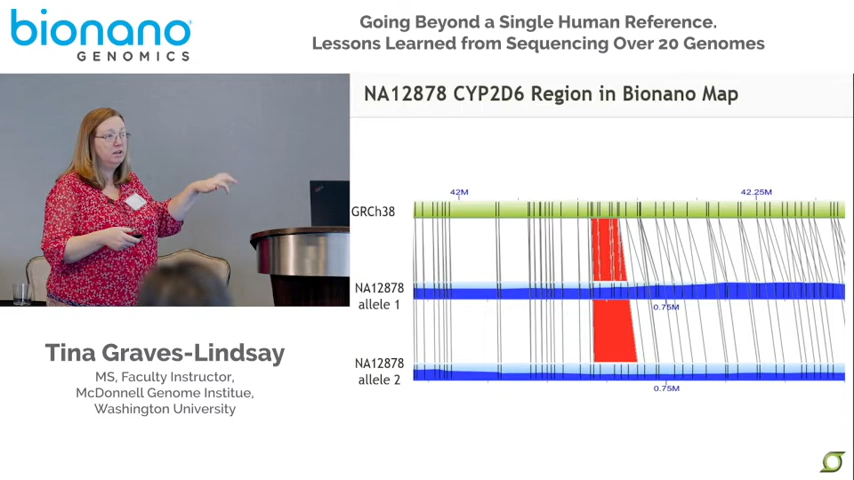 bionano
GENOMICS
Going Beyond a Single Human Reference.
Lessons Learned from Sequencing Over 20 Genomes
NA12878 CYP2D6 Region in Bionano Map
42M
42.25M
GRCh38
NA12878
allele 1
0.75M
NA12878
allele 2
0.75M
Tina Graves-Lindsay
MS, Faculty Instructor,
McDonnell Genome Institue,
Washington University